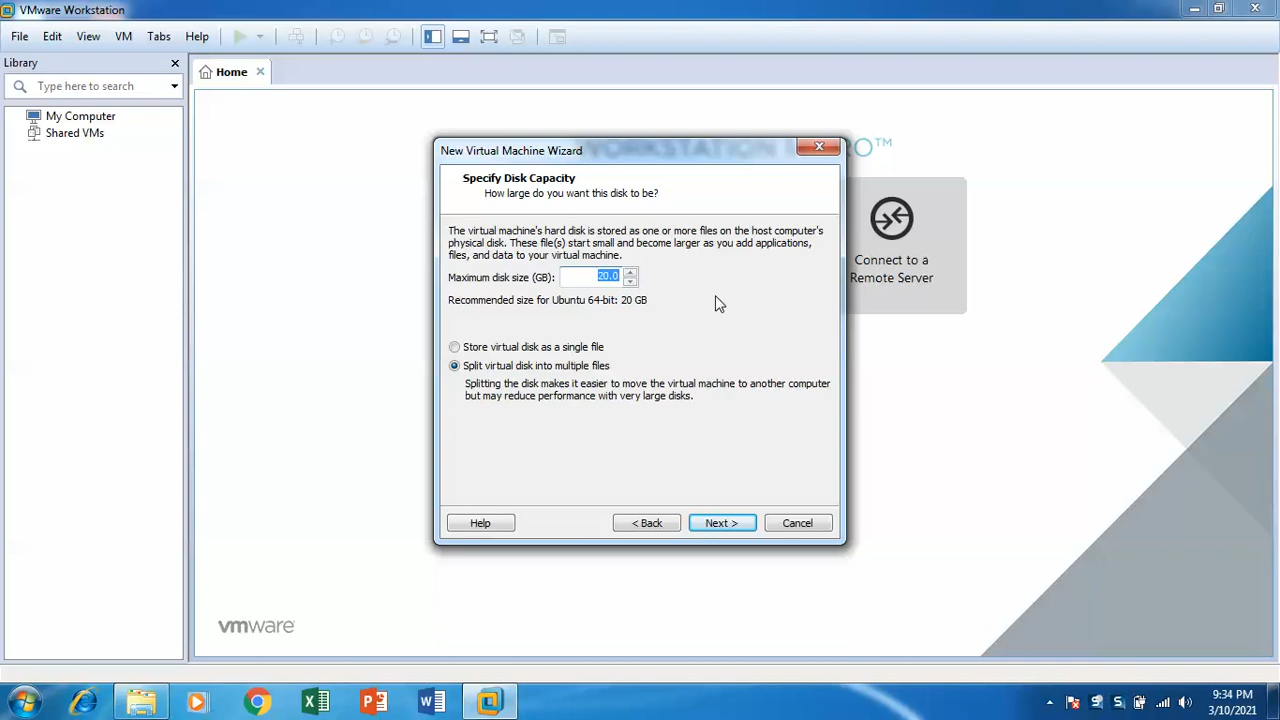 VMware Workstation
File Edit View VM Tabs Help
Library
Type here to search
My Computer
Shared VMs
Home
WORKSTATION
RO™
Connect to a
Remote Server
New Virtual Machine Wizard
Specify Disk Capacity
How large do you want this disk to be?
The virtual machine's hard disk is stored as one or more files on the host computer's
physical disk. These file(s) start small and become larger as you add applications,
files, and data to your virtual machine.
Maximum disk size (GB): 20.0
Recommended size for Ubuntu 64-bit: 20 GB
Store virtual disk as a single file
Split virtual disk into multiple files
Splitting the disk makes it easier to move the virtual machine to another computer
but may reduce performance with very large disks.
Help < Back Next > Cancel
vmware
9:34 PM
3/10/2021